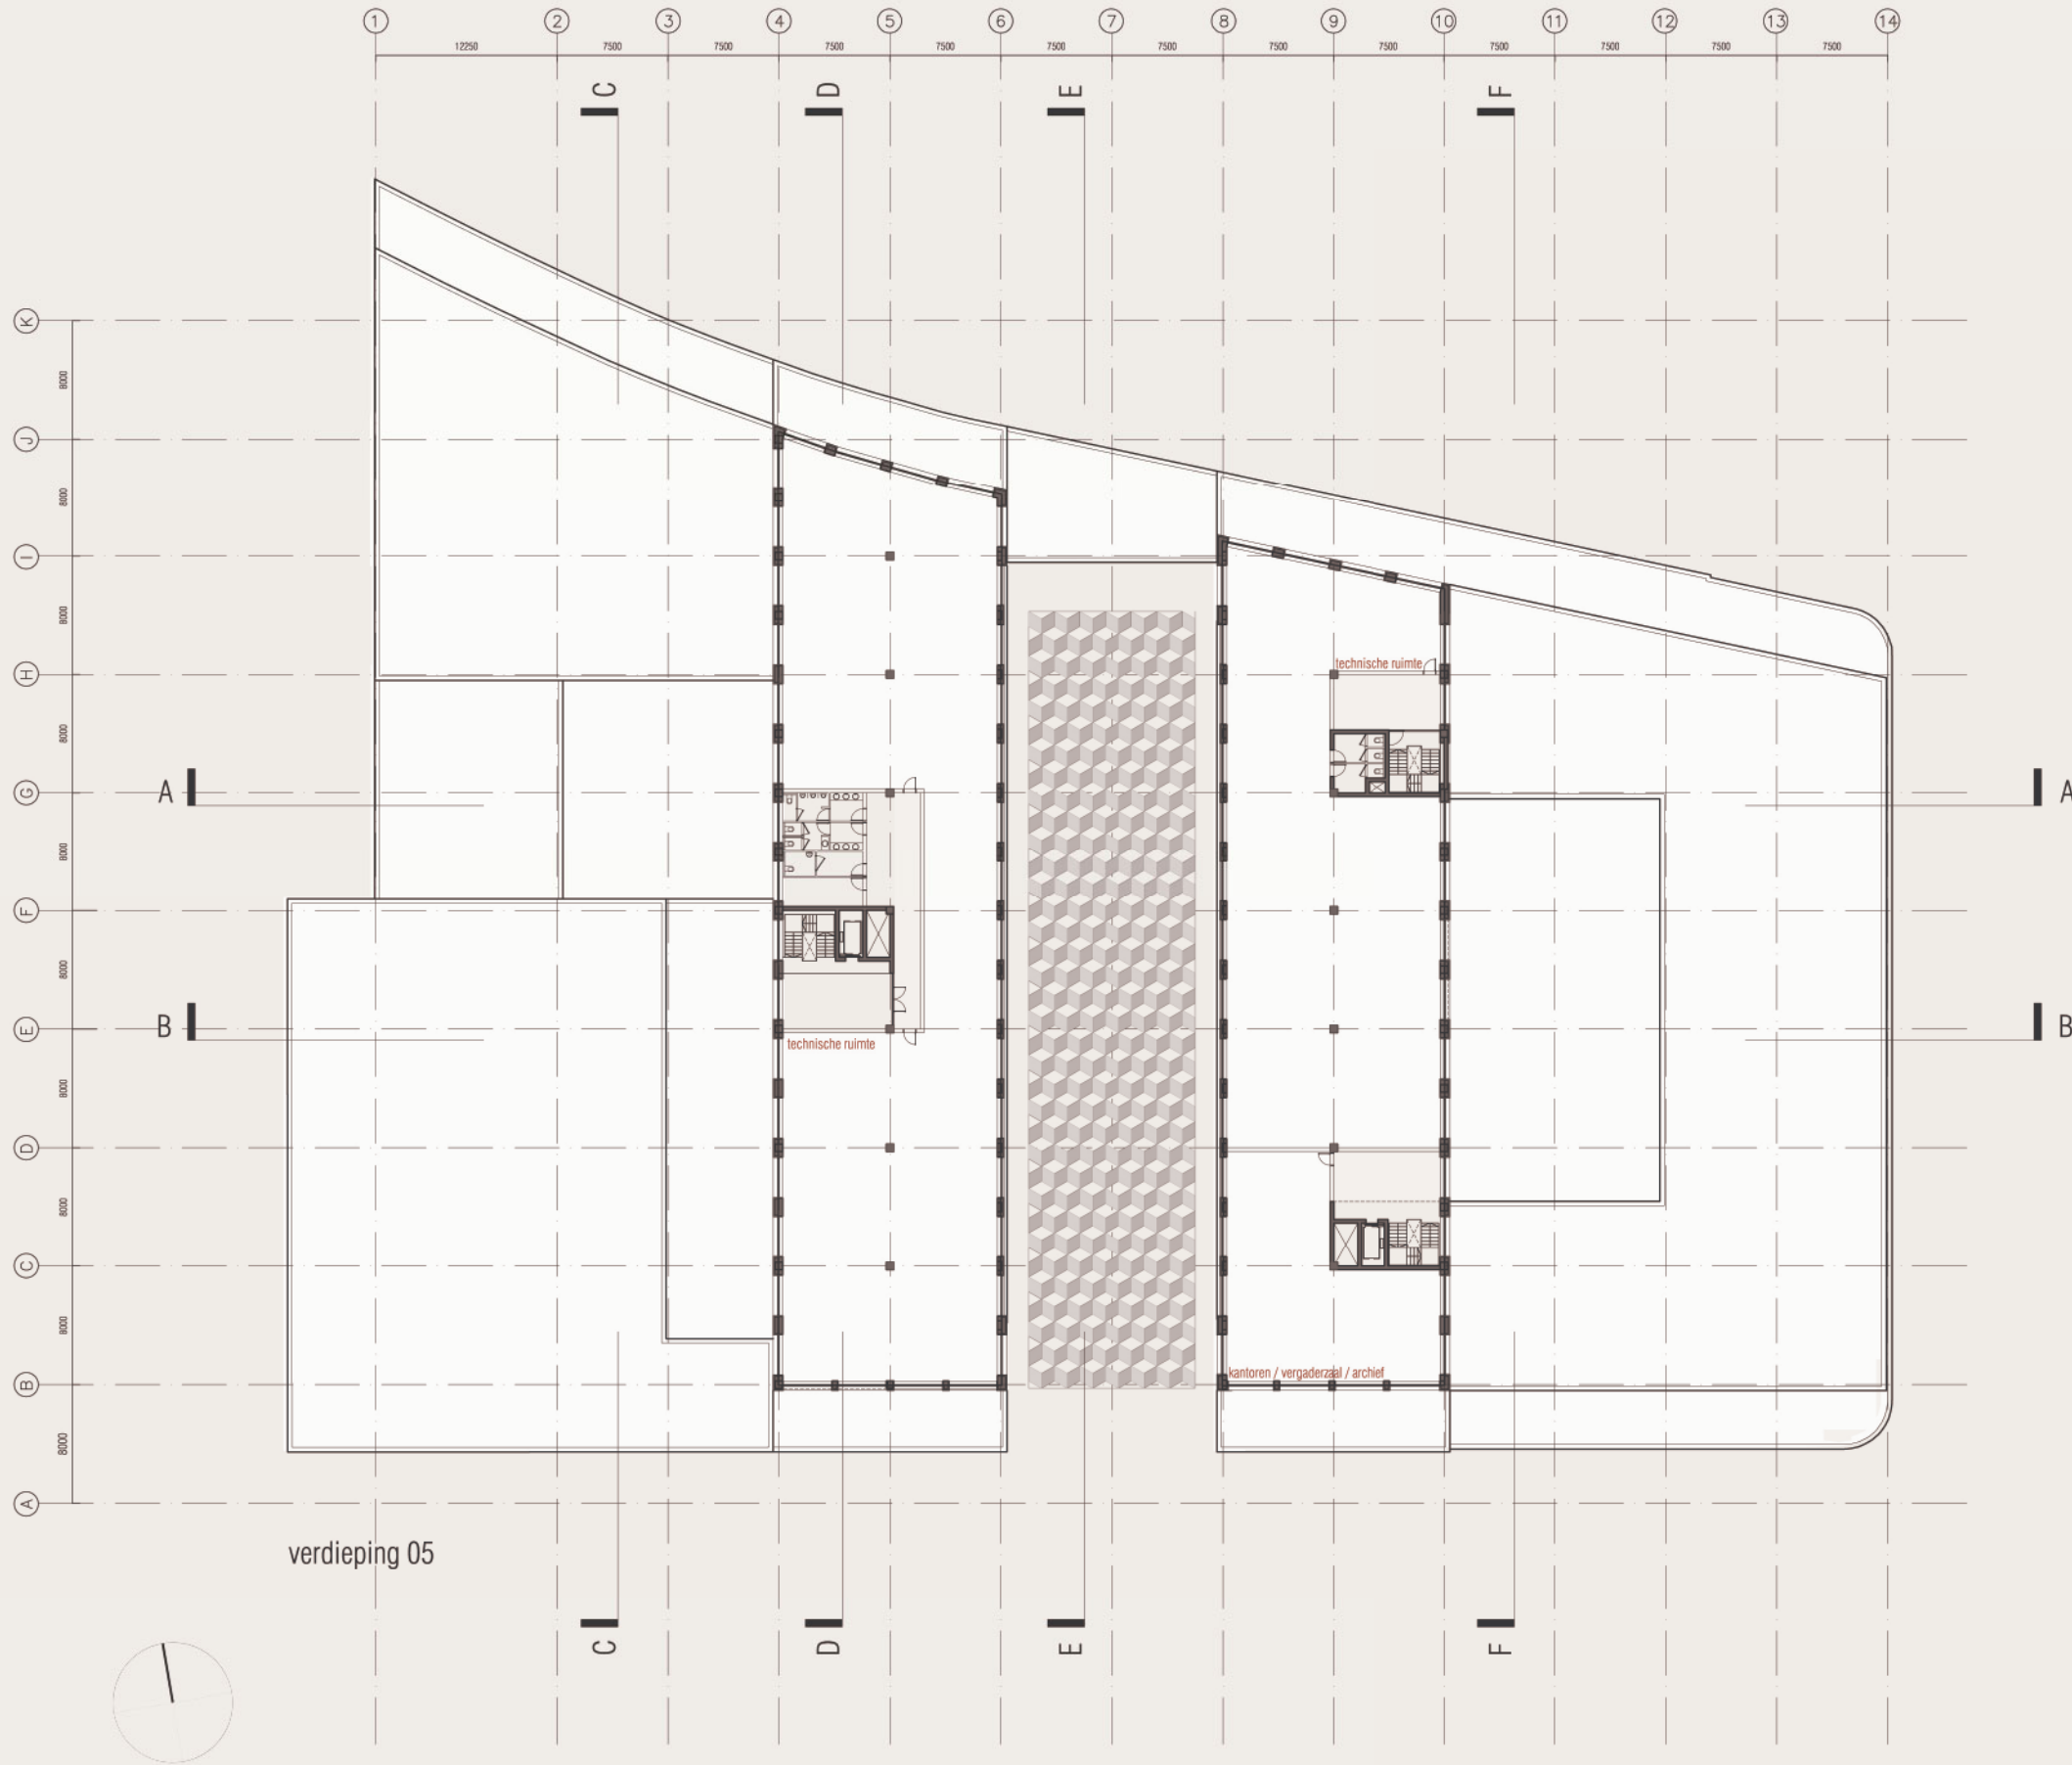 1 2 3 4 5 6 7 8 9 10 11 12 13 14
12250 7500 7500 7500 7500 7500 7500 7500 7500 7500 7500 7500 7500
C D E F
K
8000
J
8000
I
8000
H
technische ruimte
8000
A G A
8000
F
8000
B E B
technische ruimte
8000
D
8000
C
8000
kantoren / vergaderzaal / archief
B
8000
A
verdieping 05
C D E F